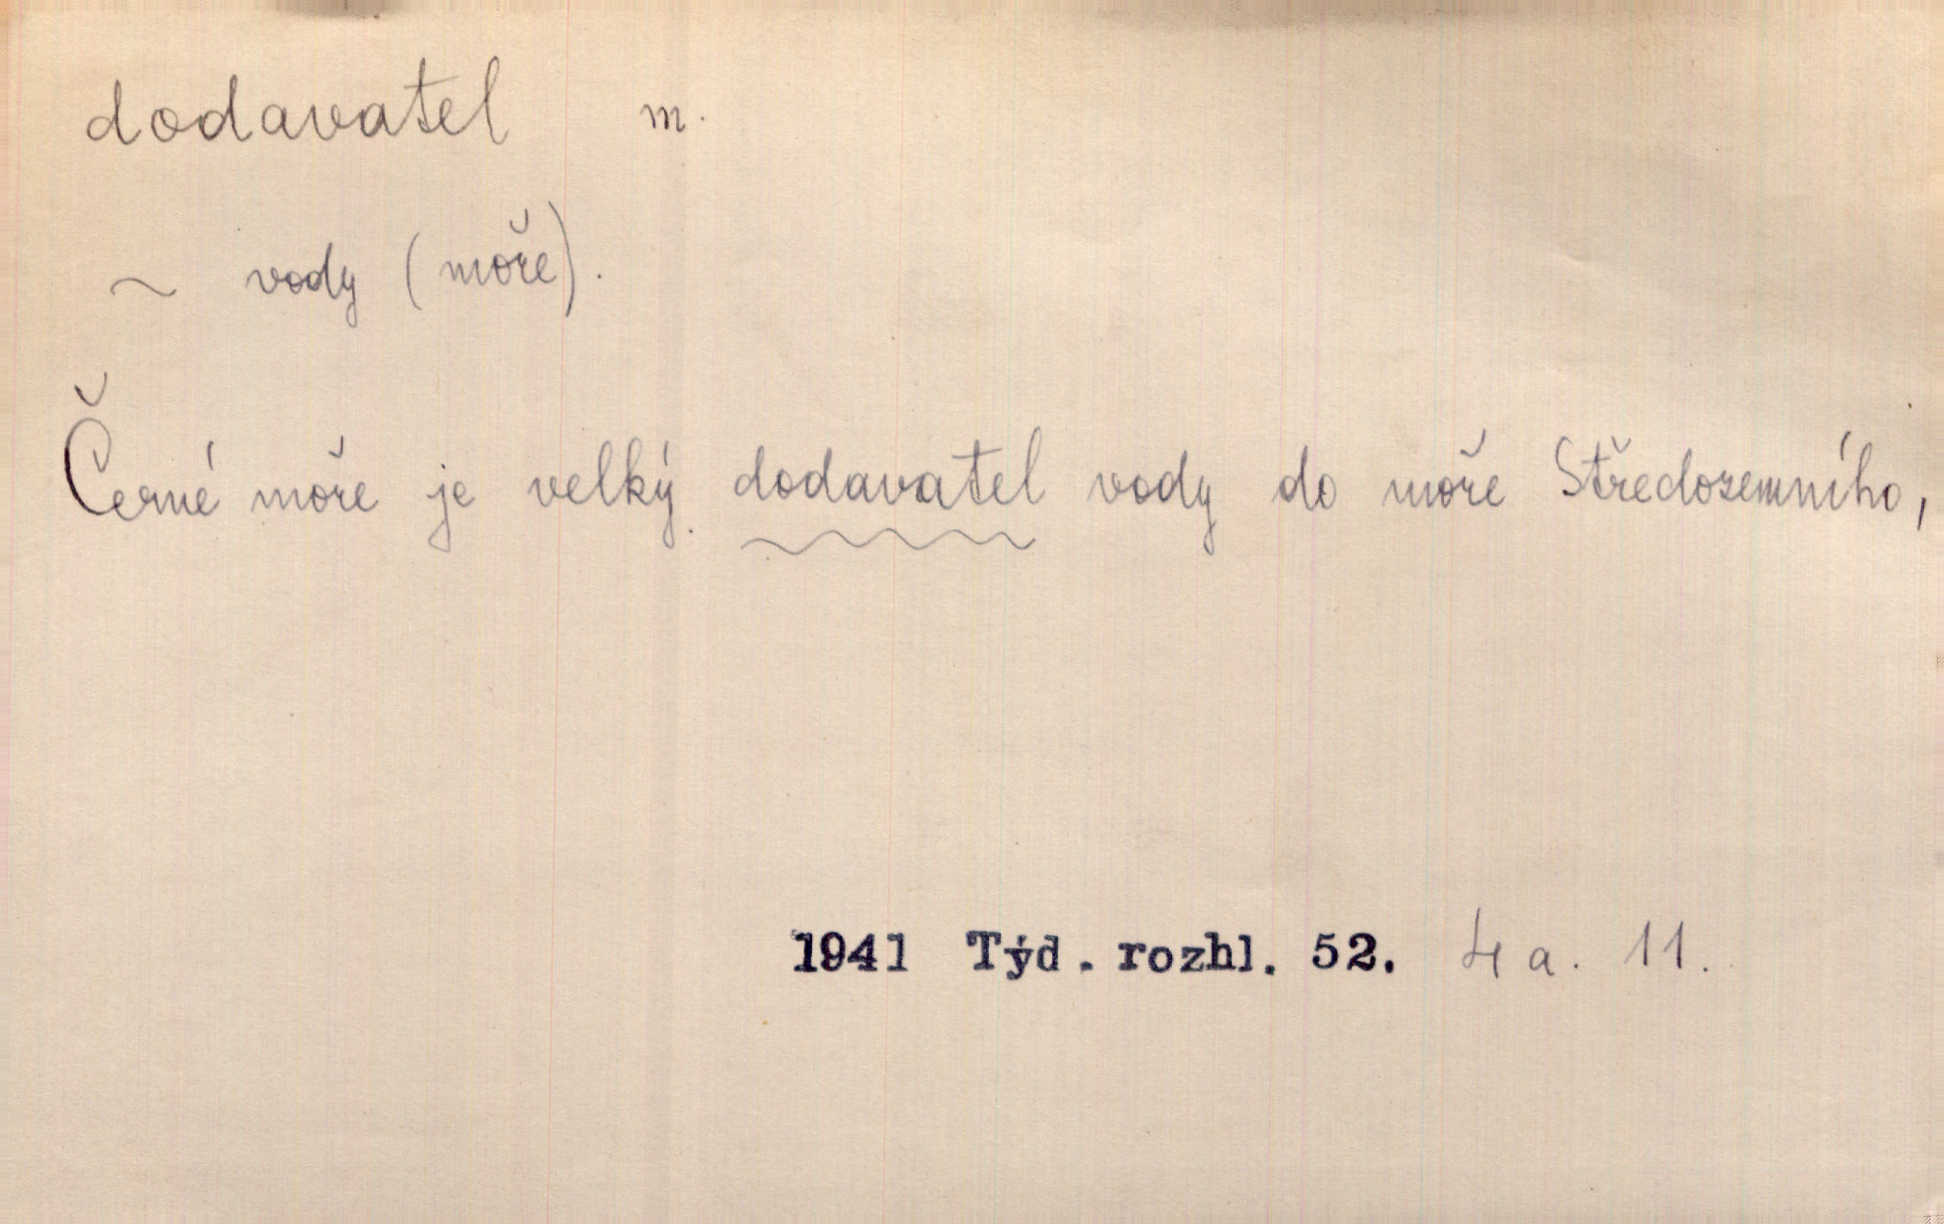 dodavatel m.
~ vody (moře).
Černé moře je velký dodavatel vody do moře Středozemního,
1941 Týd. rozhl. 52. 4 a. 11.